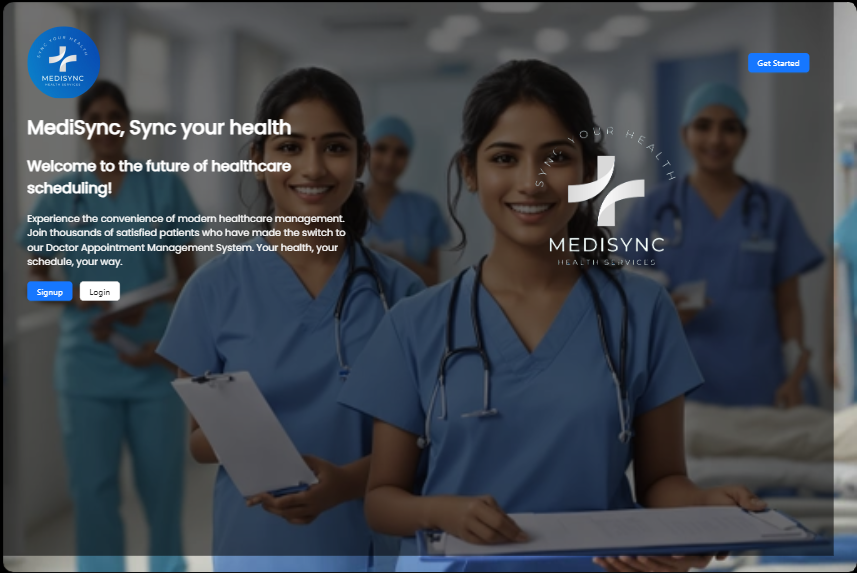 SYNC YOUR HEALTH
MEDISYNC
HEALTH SERVICES
Get Started
MediSync, Sync your health
Welcome to the future of healthcare
scheduling!
Experience the convenience of modern healthcare management.
Join thousands of satisfied patients who have made the switch to
our Doctor Appointment Management System. Your health, your
schedule, your way.
Signup
Login
SYNC YOUR HEALTH
MEDISYNC
HEALTH SERVICES